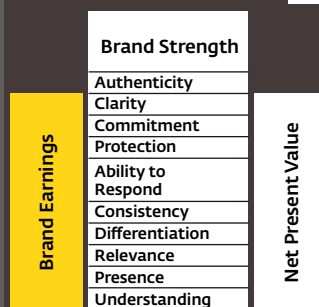 Brand Strength
Authenticity
Clarity
Commitment
Protection
Ability to
Respond
Consistency
Differentiation
Relevance
Presence
Understanding
Brand Earnings
Net Present Value